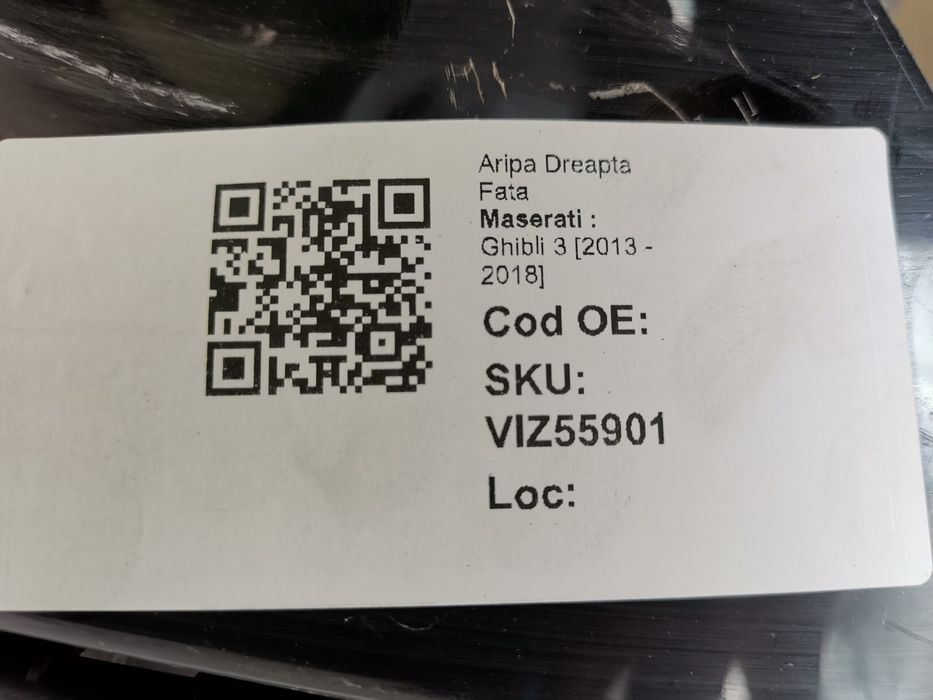 Aripa Dreapta
Fata
Maserati :
Ghibli 3 [2013 -
2018]
Cod OE:
SKU:
VIZ55901
Loc: